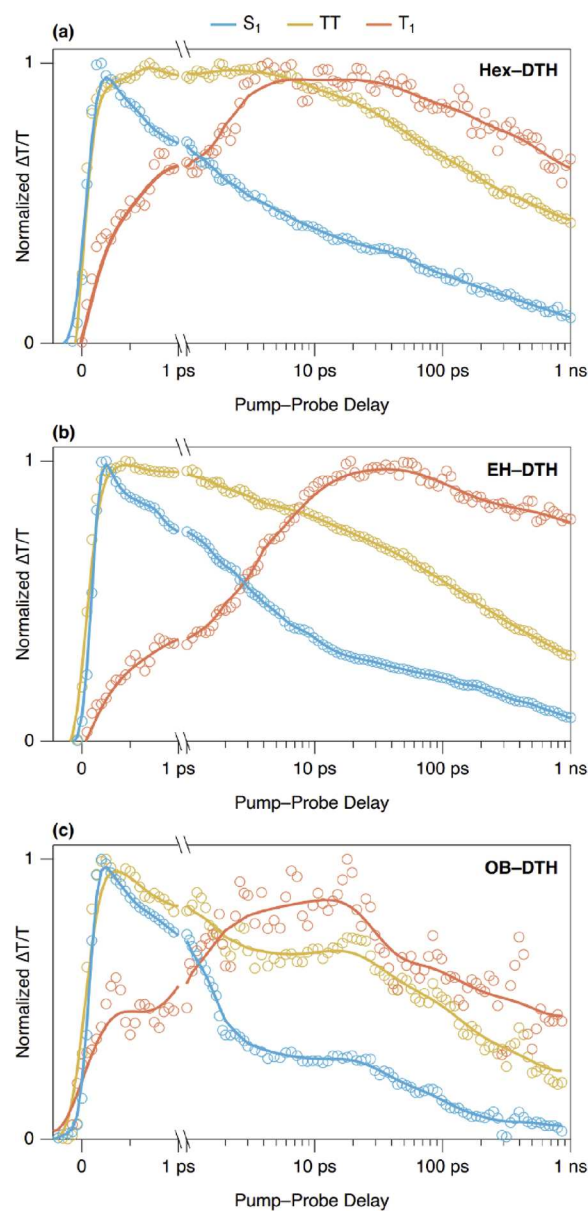 S₁ TT T₁
(a)
Hex–DTH
1
Normalized ΔT/T
0
0 1 ps 10 ps 100 ps 1 ns
Pump–Probe Delay
(b)
EH–DTH
1
Normalized ΔT/T
0
0 1 ps 10 ps 100 ps 1 ns
Pump–Probe Delay
(c)
OB–DTH
1
Normalized ΔT/T
0
0 1 ps 10 ps 100 ps 1 ns
Pump–Probe Delay